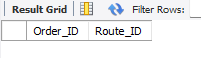 Result Grid Filter Rows:
Order_ID Route_ID